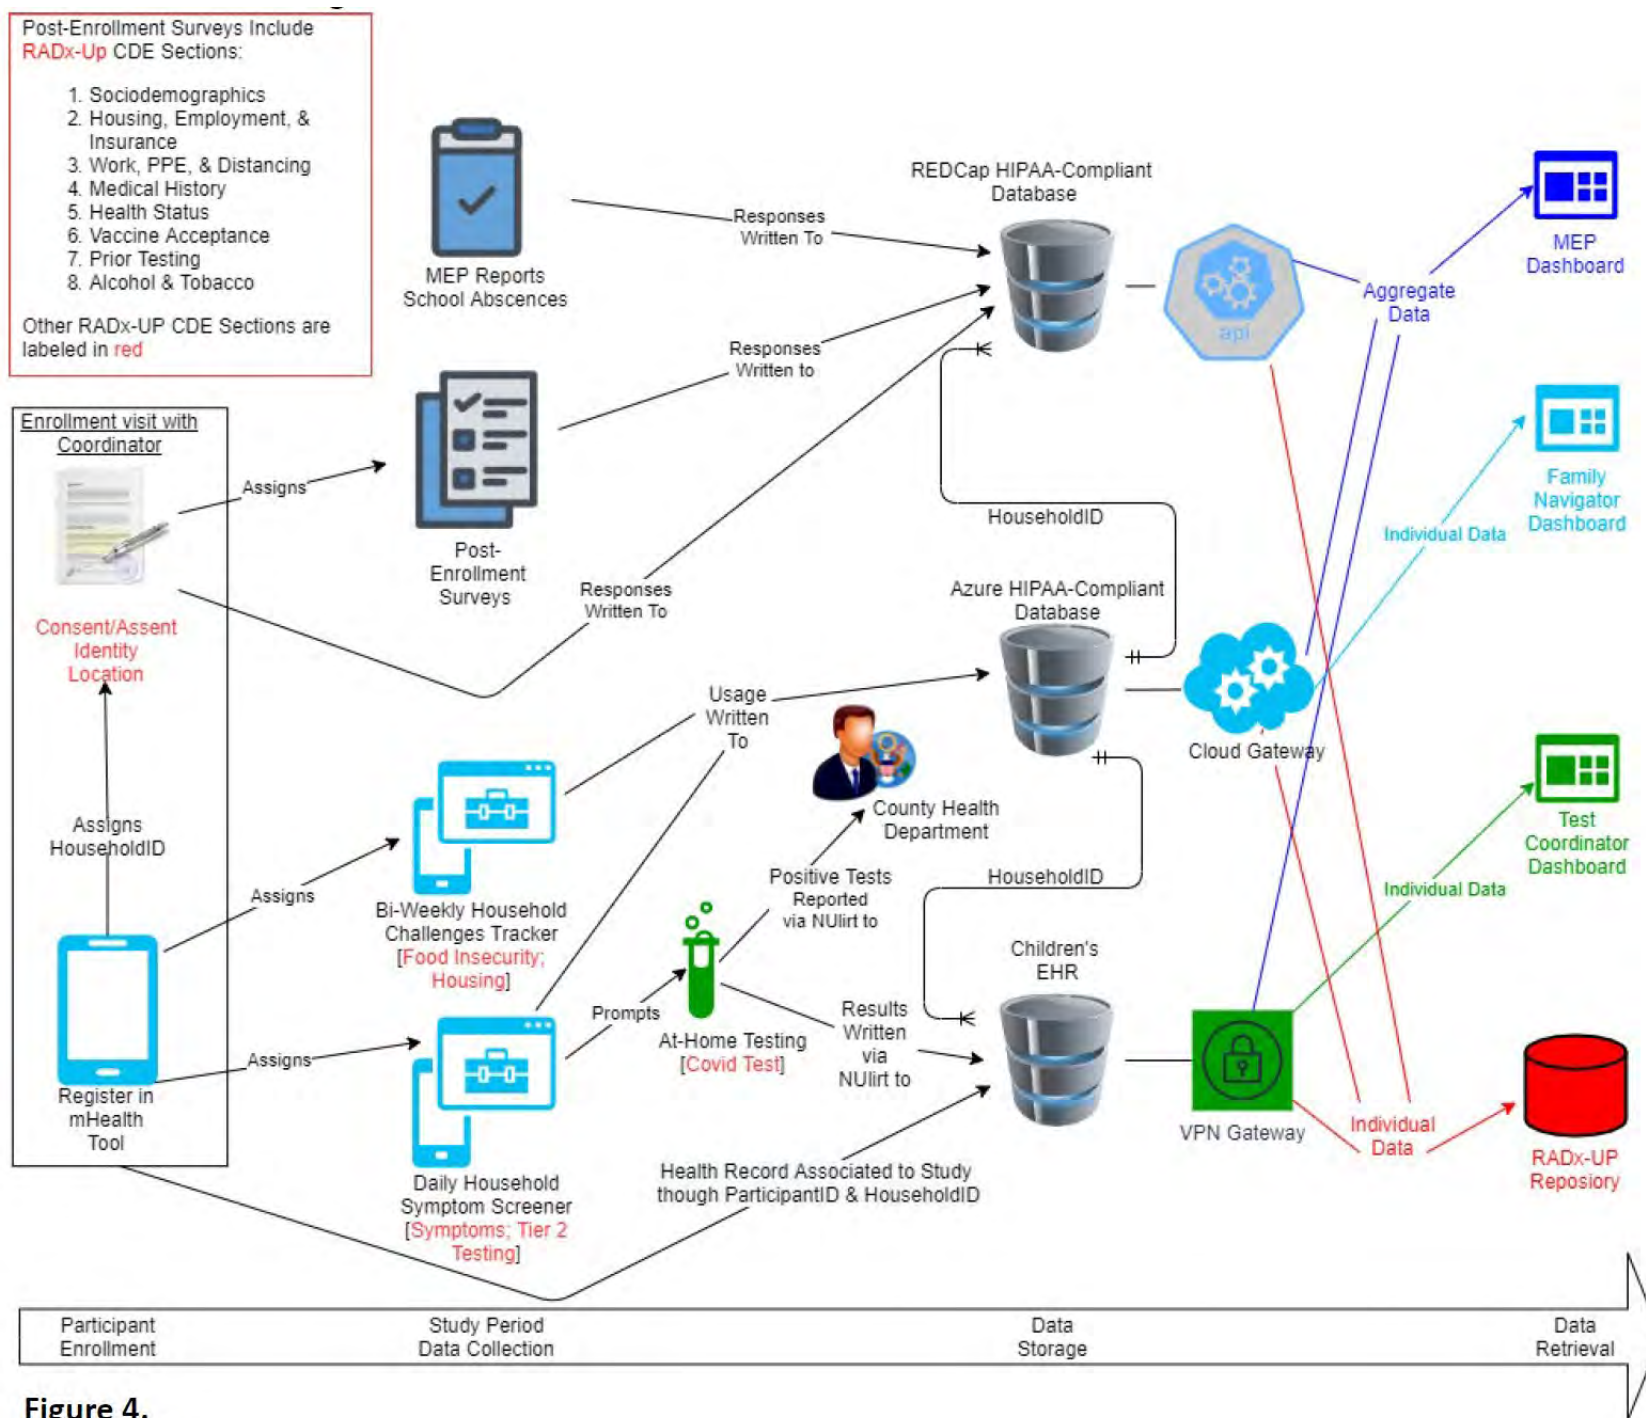 Post-Enrollment Surveys Include
RADx-Up CDE Sections:
1. Sociodemographics
2. Housing, Employment, &
Insurance
3. Work, PPE, & Distancing
4. Medical History
5. Health Status
6. Vaccine Acceptance
7. Prior Testing
8. Alcohol & Tobacco
Other RADx-UP CDE Sections are
labeled in red
Enrollment visit with
Coordinator
Consent/Assent
Identity
Location
Assigns
HouseholdID
Register in
mHealth
Tool
Assigns
Assigns
Assigns
MEP Reports
School Abscences
Post-
Enrollment
Surveys
Bi-Weekly Household
Challenges Tracker
[Food Insecurity;
Housing]
Daily Household
Symptom Screener
[Symptoms; Tier 2
Testing]
Responses
Written To
Responses
Written to
Responses
Written To
Usage
Written
To
Prompts
At-Home Testing
[Covid Test]
County Health
Department
Positive Tests
Reported
via NUlirt to
Results
Written
via
NUlirt to
Health Record Associated to Study
though ParticipantID & HouseholdID
REDCap HIPAA-Compliant
Database
api
HouseholdID
Azure HIPAA-Compliant
Database
Cloud Gateway
HouseholdID
Children's
EHR
VPN Gateway
Aggregate
Data
MEP
Dashboard
Individual Data
Family
Navigator
Dashboard
Individual Data
Test
Coordinator
Dashboard
Individual
Data
RADx-UP
Reposiory
Participant
Enrollment
Study Period
Data Collection
Data
Storage
Data
Retrieval
Figure 4.